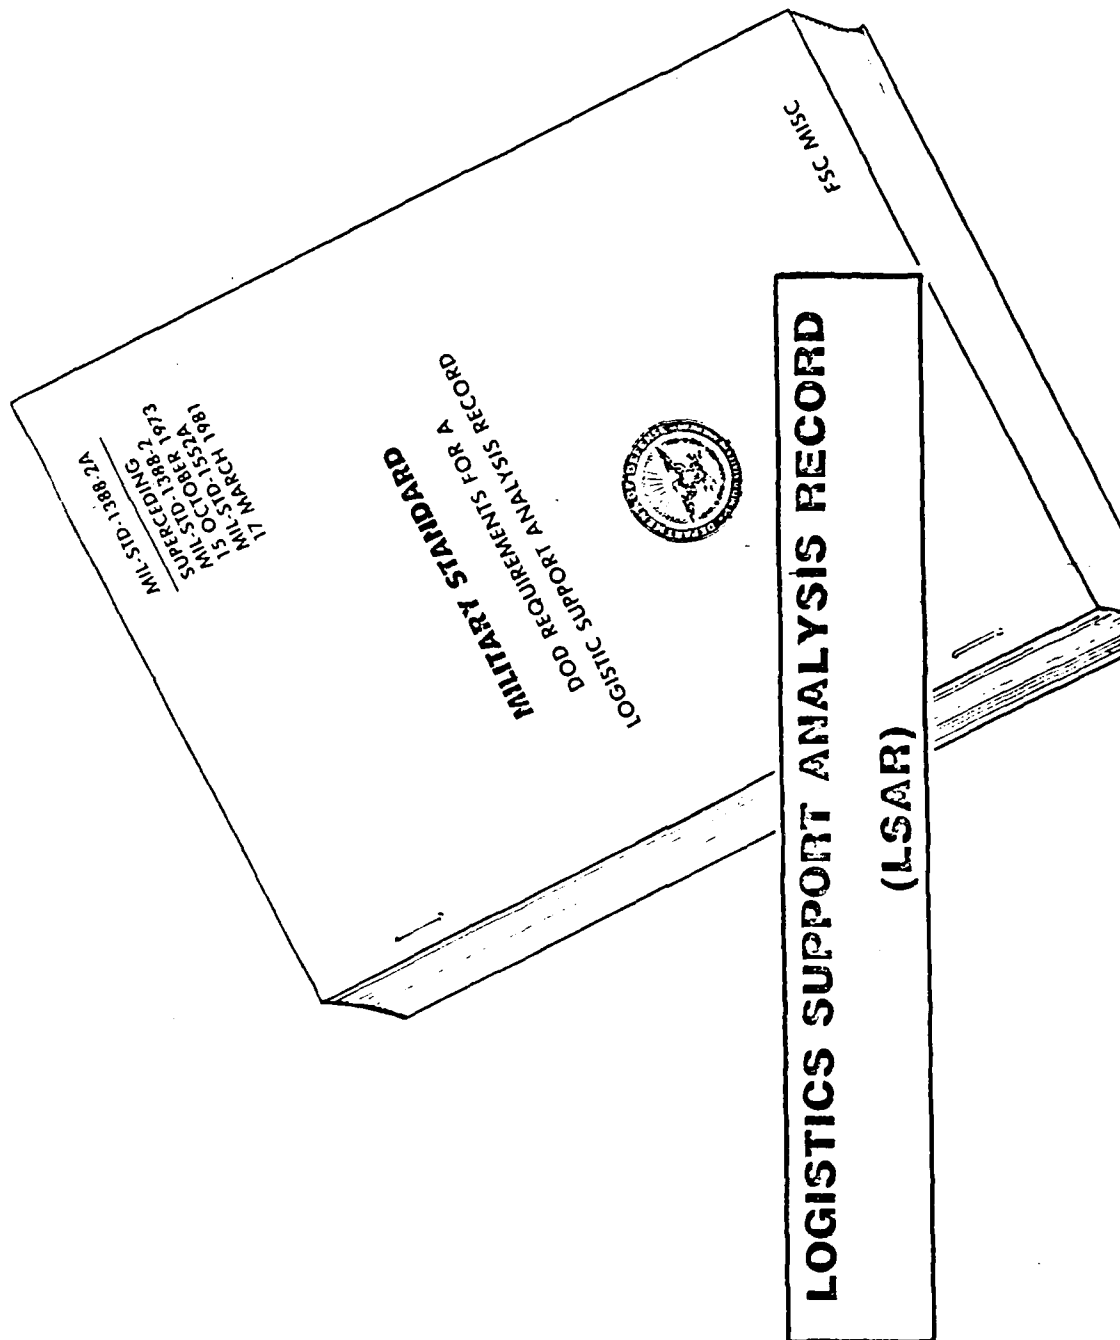 MIL-STD-1388-2A
SUPERCEDING
MIL-STD-1388-2
15 OCTOBER 1973
MIL-STD-1552A
17 MARCH 1981
MILITARY STANDARD
DOD REQUIREMENTS FOR A
LOGISTIC SUPPORT ANALYSIS RECORD
FSC MISC
LOGISTICS SUPPORT ANALYSIS RECORD
(LSAR)